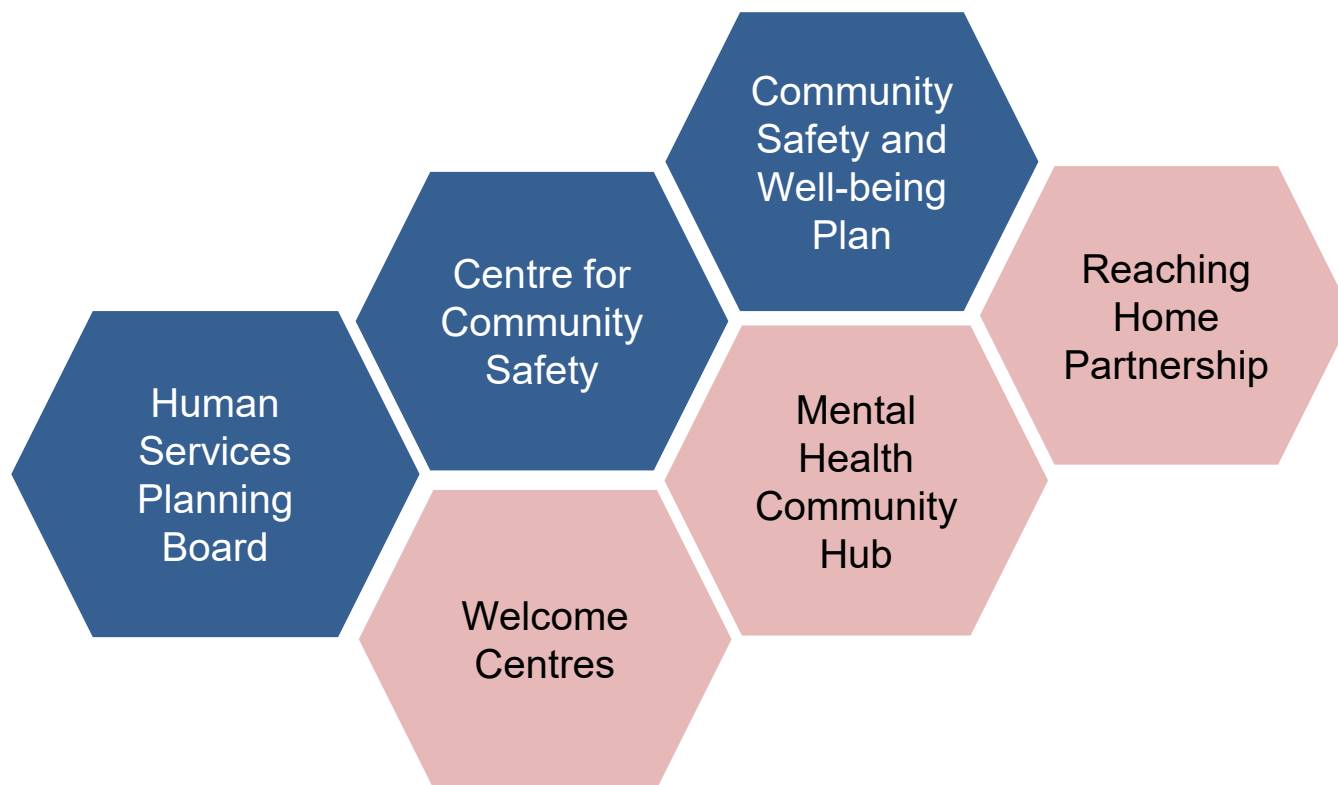 Community
Safety and
Well-being
Plan
Reaching
Home
Partnership
Centre for
Community
Safety
Human
Services
Planning
Board
Mental
Health
Community
Hub
Welcome
Centres